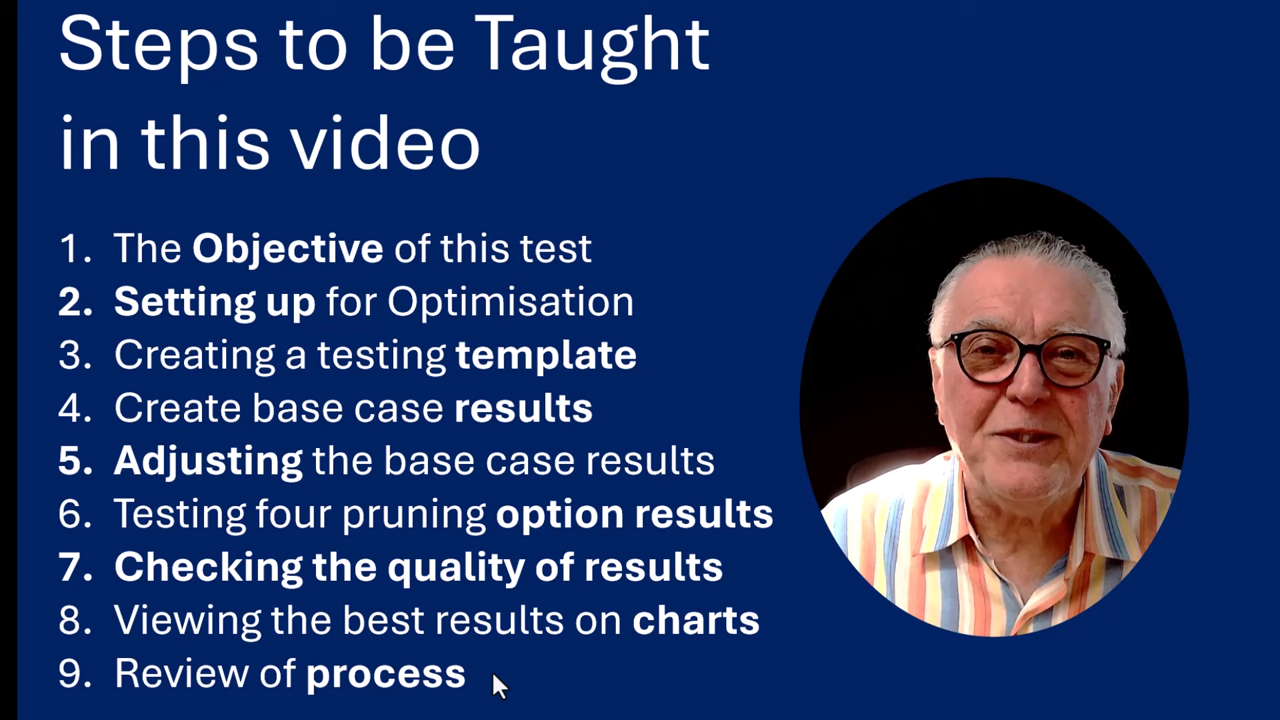 Steps to be Taught
in this video
1. The Objective of this test
2. Setting up for Optimisation
3. Creating a testing template
4. Create base case results
5. Adjusting the base case results
6. Testing four pruning option results
7. Checking the quality of results
8. Viewing the best results on charts
9. Review of process